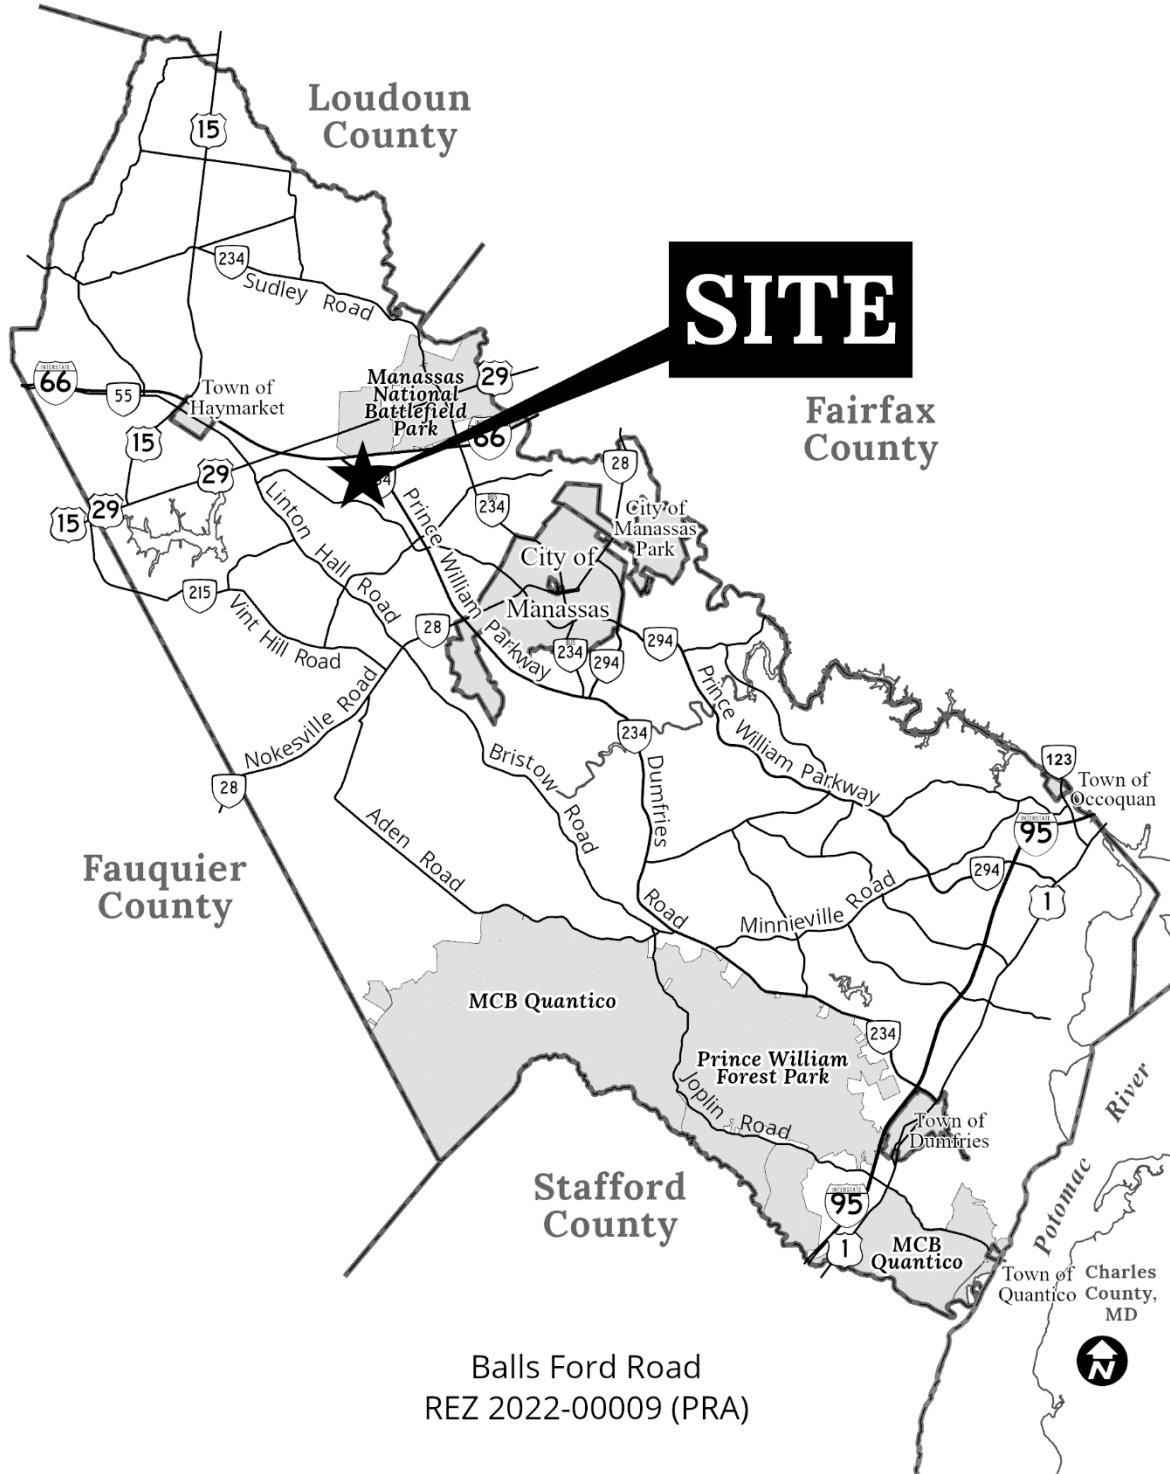 Loudoun
County
15
234
Sudley Road
SITE
INTERSTATE
66
55
Town of
Haymarket
Manassas
National
Battlefield
Park
29
Fairfax
County
15
66
29
28
15
29
Linton Hall Road
Prince William Parkway
BUS
234
City of
Manassas
Park
City of
Manassas
215
Vint Hill Road
28
BUS
234
294
294
Prince William Parkway
Nokesville Road
28
234
Dumfries
Road
Bristow Road
123
Town of
Occoquan
Aden Road
INTERSTATE
95
294
1
Minnieville Road
Fauquier
County
MCB Quantico
234
Prince William
Forest Park
Joplin Road
Town of
Dumfries
Potomac River
Stafford
County
INTERSTATE
95
1
MCB
Quantico
Town of
Quantico
Charles
County,
MD
N
Balls Ford Road
REZ 2022-00009 (PRA)